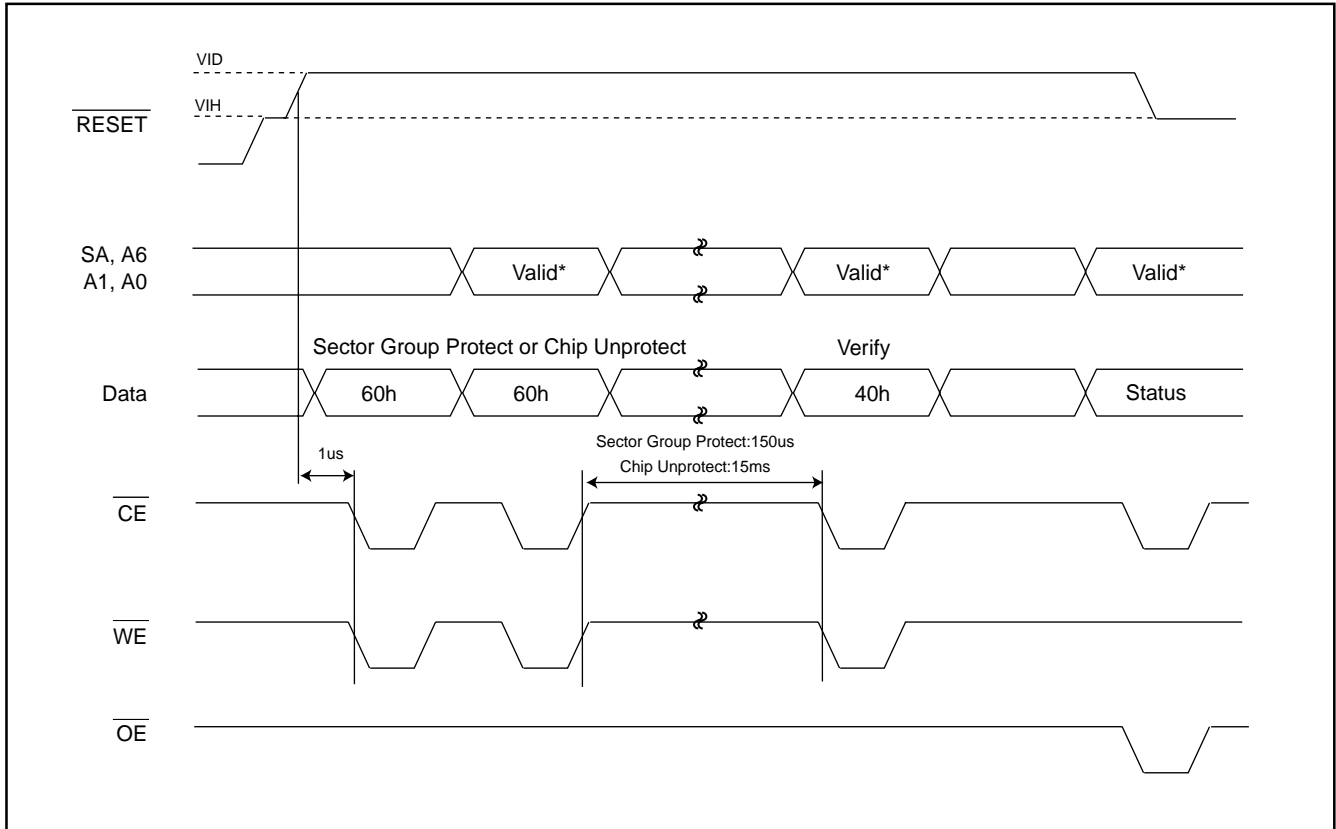 VID
VIH
RESET
SA, A6
A1, A0
Valid*
Valid*
Valid*
Sector Group Protect or Chip Unprotect
Verify
Data
60h
60h
40h
Status
1us
Sector Group Protect:150us
Chip Unprotect:15ms
CE
WE
OE